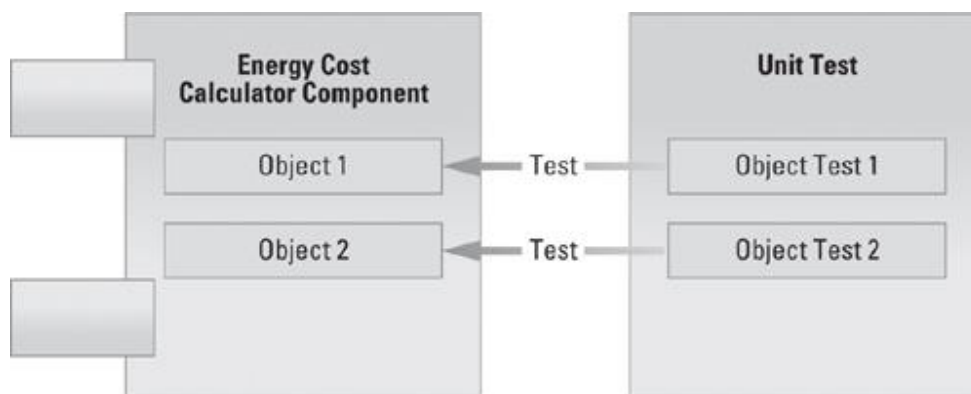 Energy Cost
Calculator Component
Unit Test
Object 1
Test
Object Test 1
Object 2
Test
Object Test 2